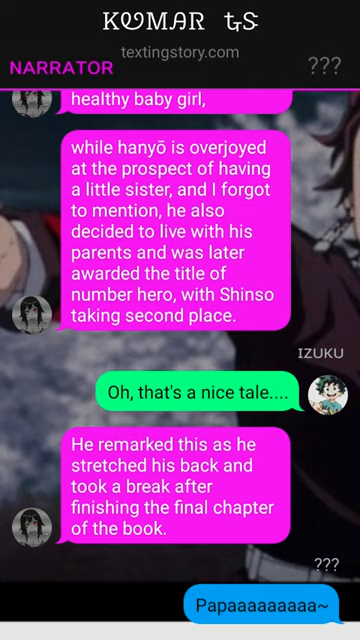 KUMAR TS
textingstory.com
NARRATOR
???
healthy baby girl,
while hanyō is overjoyed
at the prospect of having
a little sister, and I forgot
to mention, he also
decided to live with his
parents and was later
awarded the title of
number hero, with Shinso
taking second place.
IZUKU
Oh, that's a nice tale....
He remarked this as he
stretched his back and
took a break after
finishing the final chapter
of the book.
???
Papaaaaaaaaa~